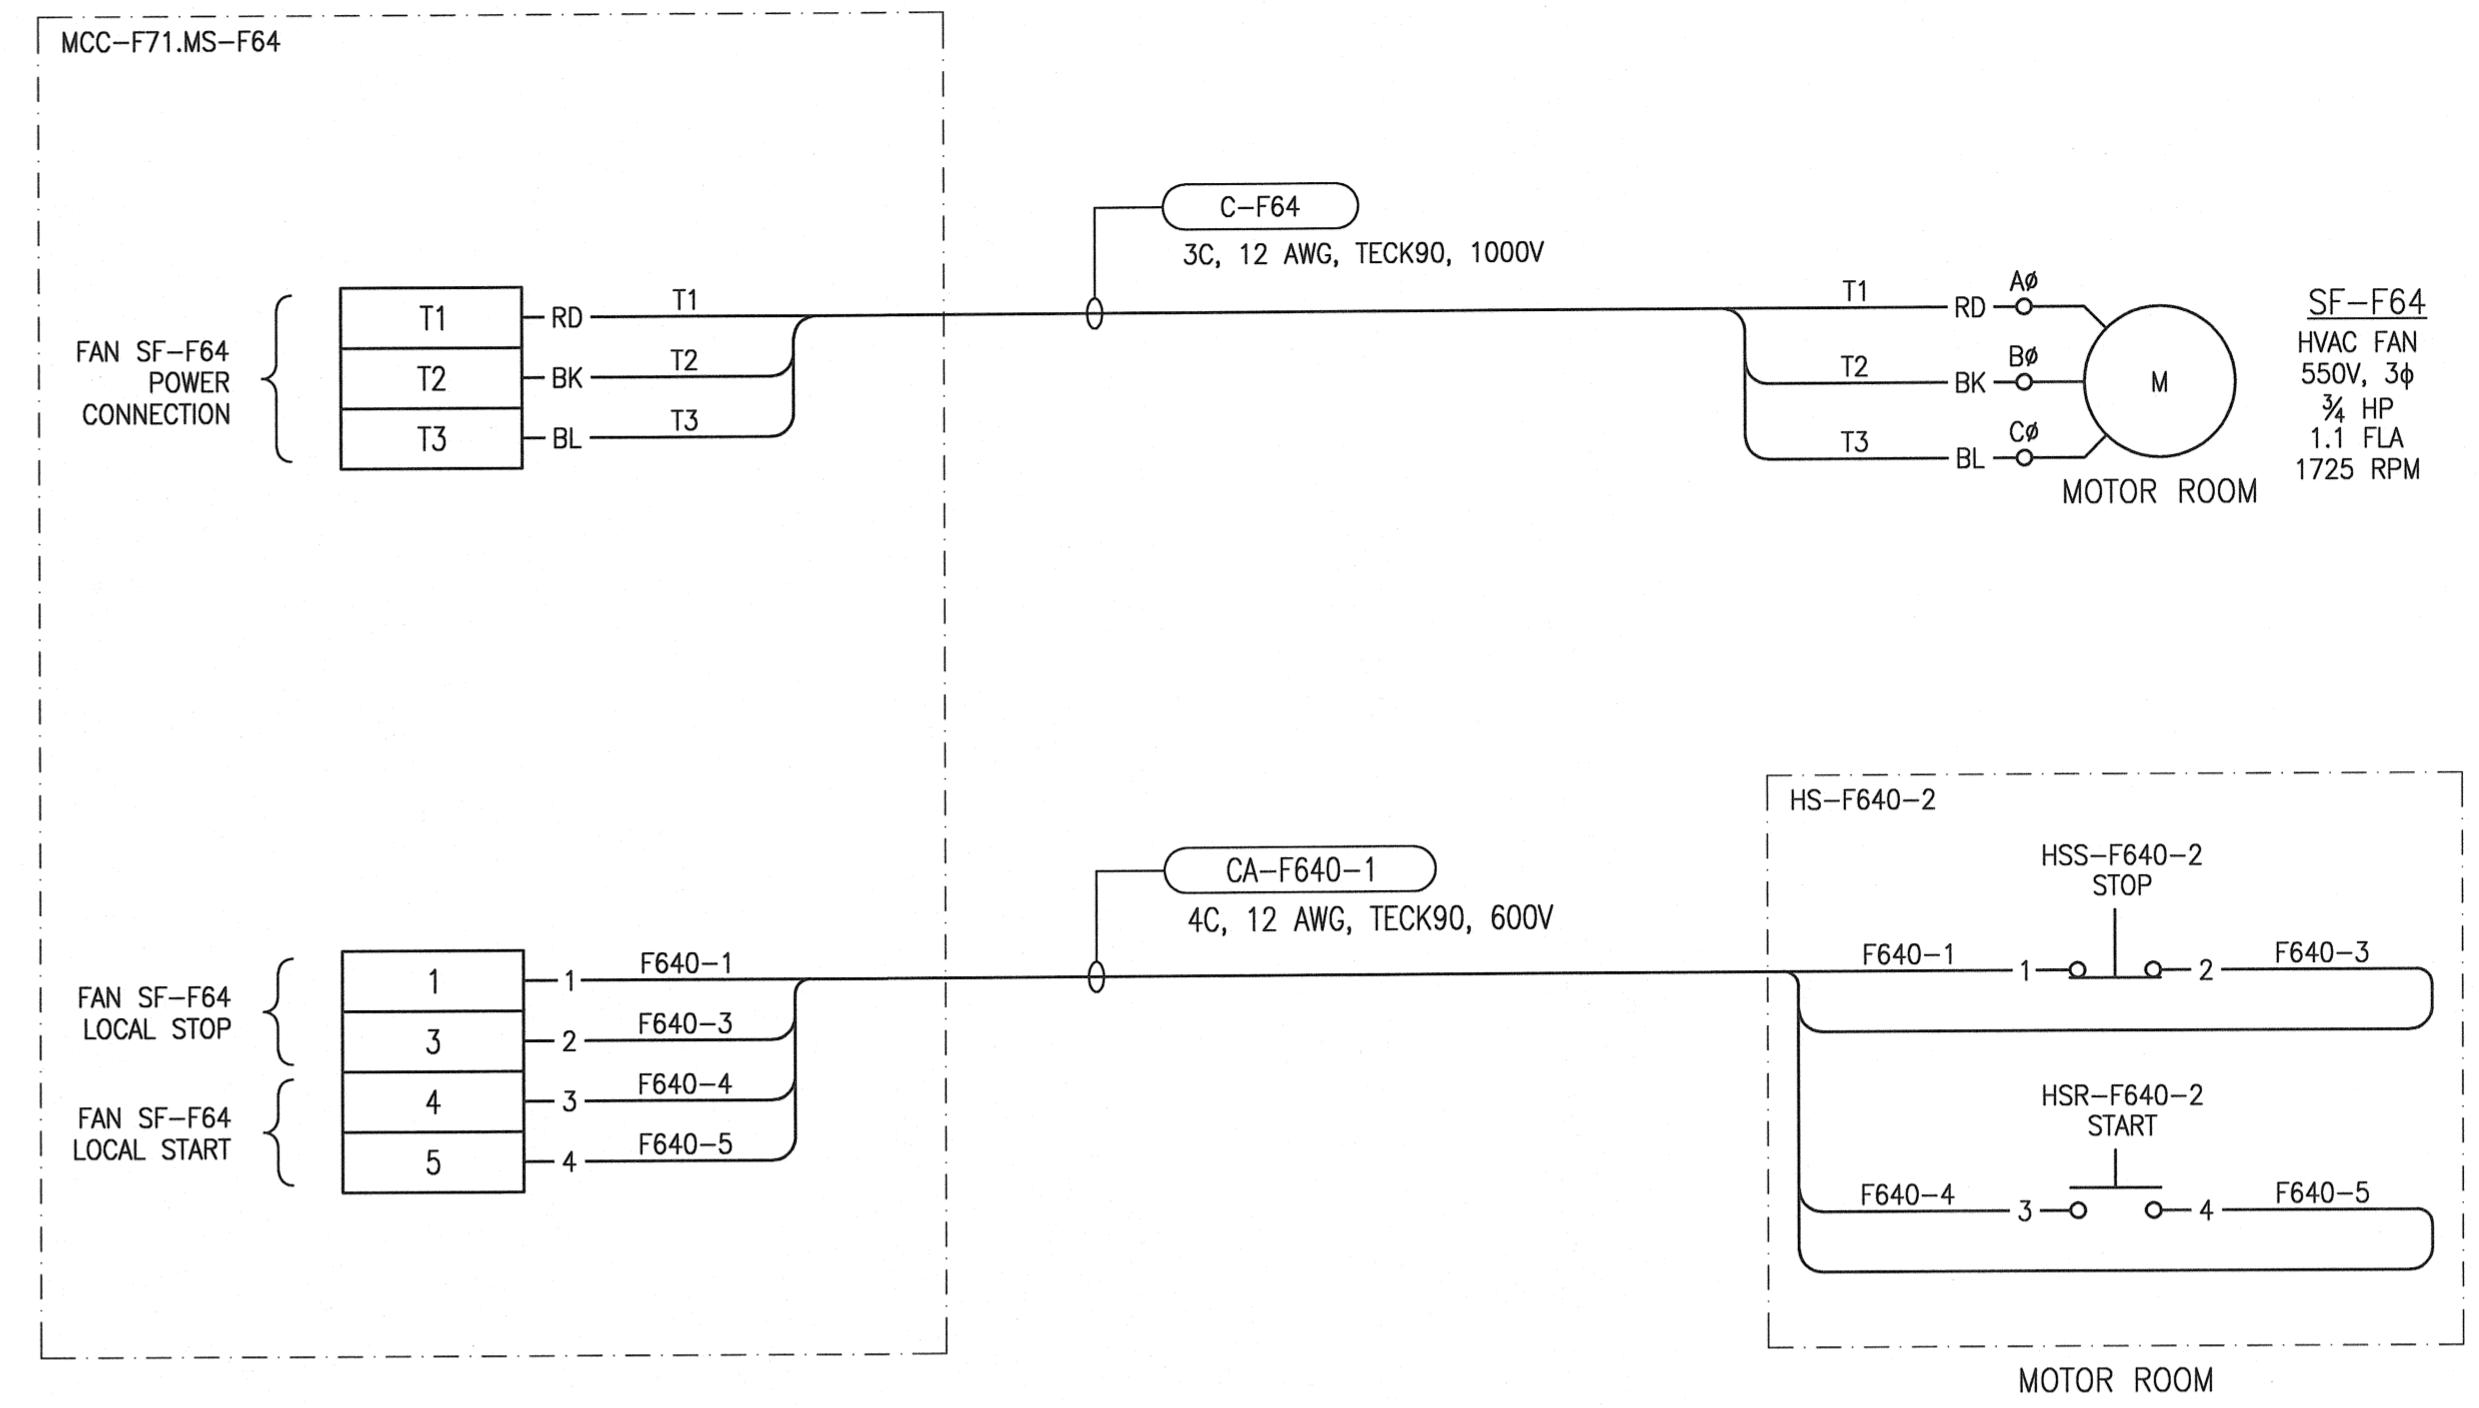 MCC-F71.MS-F64
C-F64
3C, 12 AWG, TECK90, 1000V
FAN SF-F64
POWER
CONNECTION
T1
RD
T1
T2
BK
T2
T3
BL
T3
T1
RD
AØ
T2
BK
BØ
T3
BL
CØ
M
MOTOR ROOM
SF-F64
HVAC FAN
550V, 3ϕ
¾ HP
1.1 FLA
1725 RPM
CA-F640-1
4C, 12 AWG, TECK90, 600V
FAN SF-F64
LOCAL STOP
FAN SF-F64
LOCAL START
1
1
F640-1
3
2
F640-3
4
3
F640-4
5
4
F640-5
HS-F640-2
HSS-F640-2
STOP
F640-1
1
2
F640-3
HSR-F640-2
START
F640-4
3
4
F640-5
MOTOR ROOM